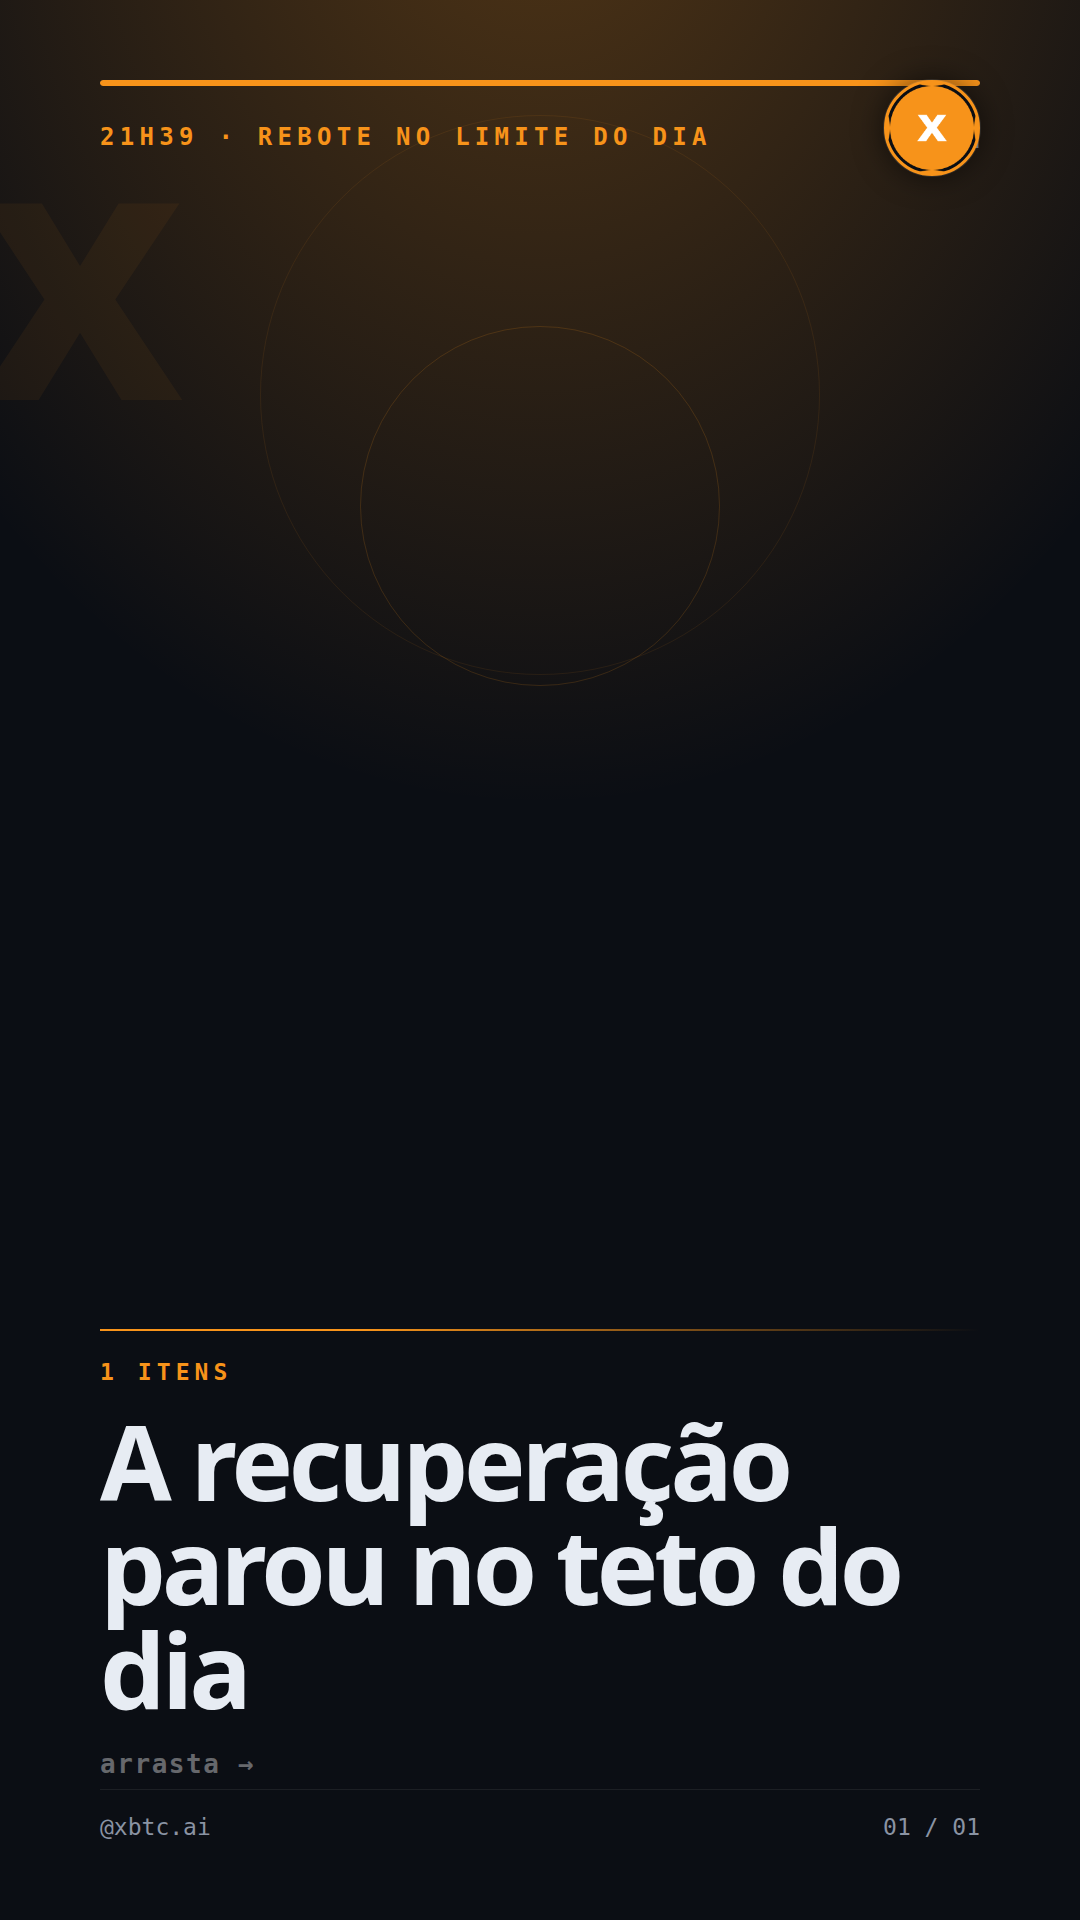 21H39 · REBOTE NO LIMITE DO DIA
X
X
1 ITENS
A recuperação
parou no teto do
dia
arrasta →
@xbtc.ai
01 / 01